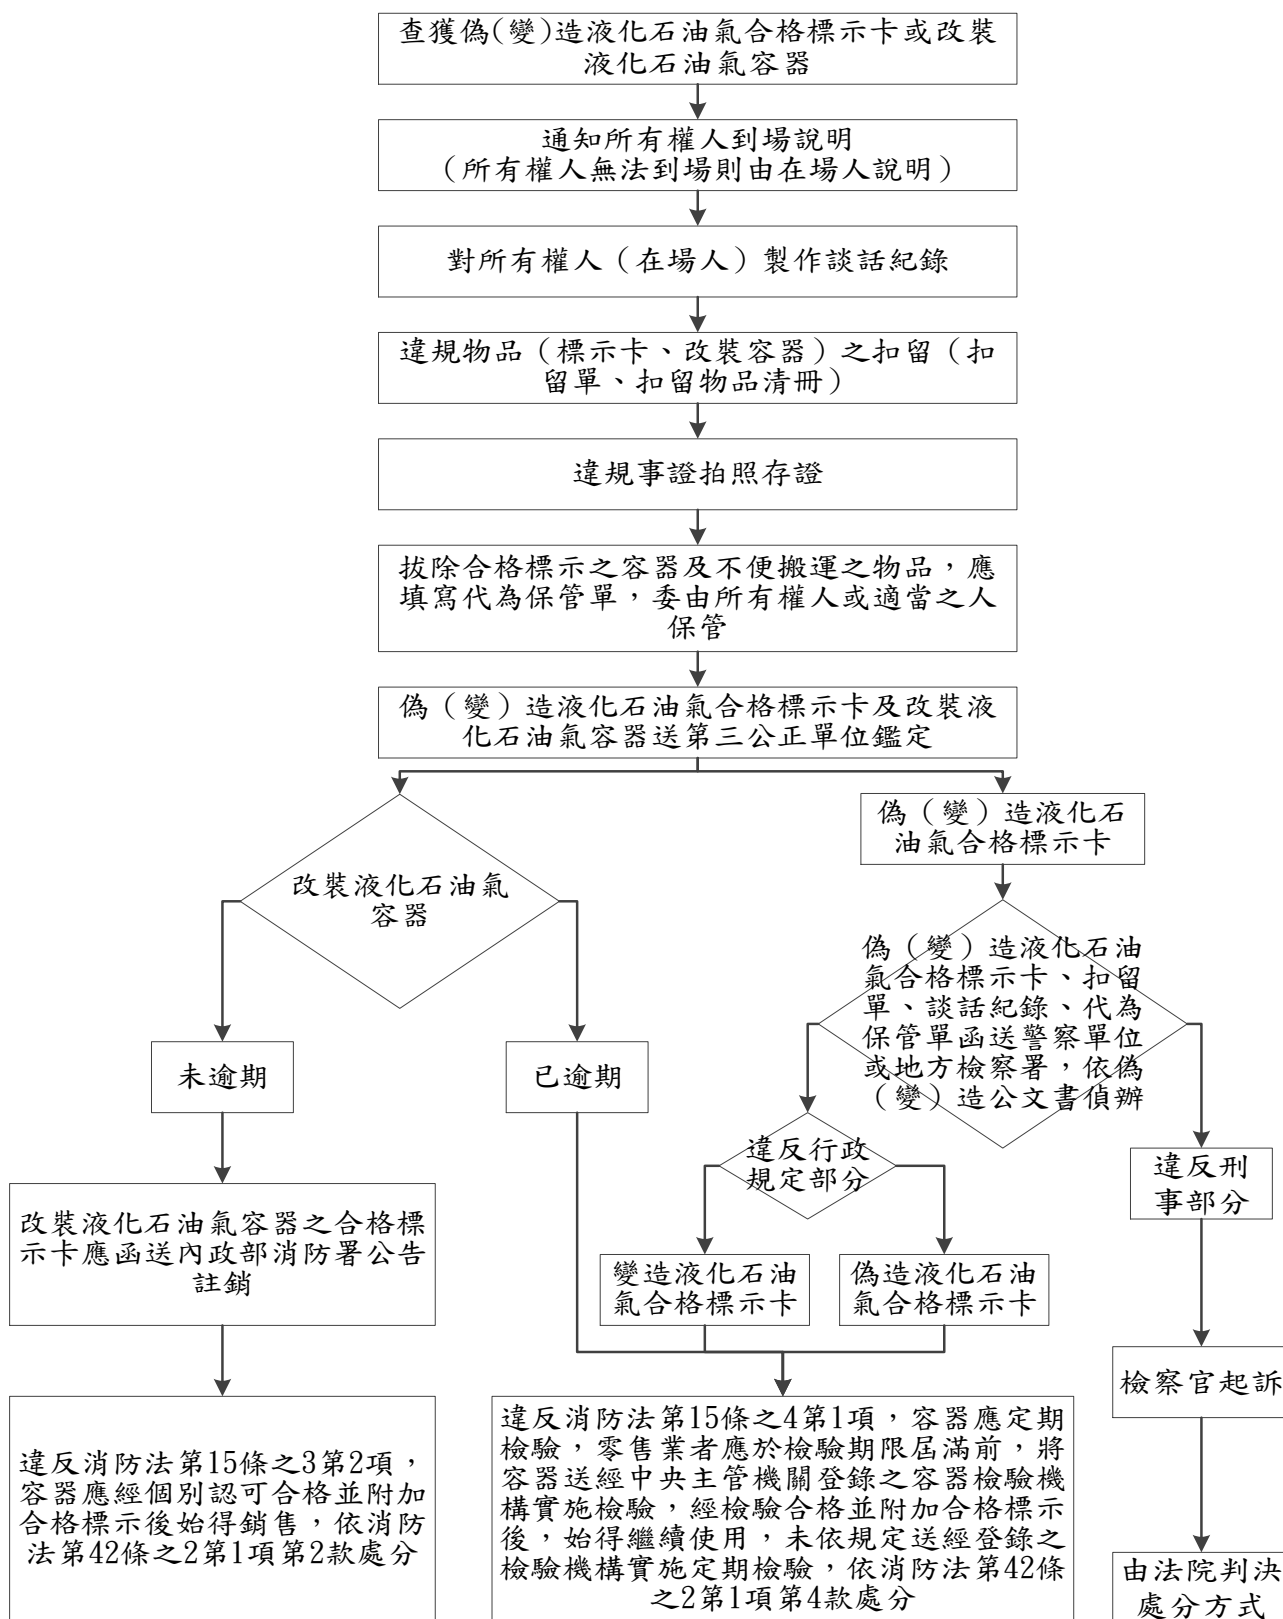 查獲偽(變)造液化石油氣合格標示卡或改裝
液化石油氣容器
通知所有權人到場說明
（所有權人無法到場則由在場人說明）
對所有權人（在場人）製作談話紀錄
違規物品（標示卡、改裝容器）之扣留（扣
留單、扣留物品清冊）
違規事證拍照存證
拔除合格標示之容器及不便搬運之物品，應
填寫代為保管單，委由所有權人或適當之人
保管
偽（變）造液化石油氣合格標示卡及改裝液
化石油氣容器送第三公正單位鑑定
改裝液化石油氣
容器
未逾期
已逾期
改裝液化石油氣容器之合格標
示卡應函送內政部消防署公告
註銷
違反消防法第15條之3第2項，
容器應經個別認可合格並附加
合格標示後始得銷售，依消防
法第42條之2第1項第2款處分
偽（變）造液化石
油氣合格標示卡
偽（變）造液化石油
氣合格標示卡、扣留
單、談話紀錄、代為
保管單函送警察單位
或地方檢察署，依偽
（變）造公文書偵辦
違反行政
規定部分
變造液化石油
氣合格標示卡
偽造液化石油
氣合格標示卡
違反消防法第15條之4第1項，容器應定期
檢驗，零售業者應於檢驗期限屆滿前，將
容器送經中央主管機關登錄之容器檢驗機
構實施檢驗，經檢驗合格並附加合格標示
後，始得繼續使用，未依規定送經登錄之
檢驗機構實施定期檢驗，依消防法第42條
之2第1項第4款處分
違反刑
事部分
檢察官起訴
由法院判決
處分方式